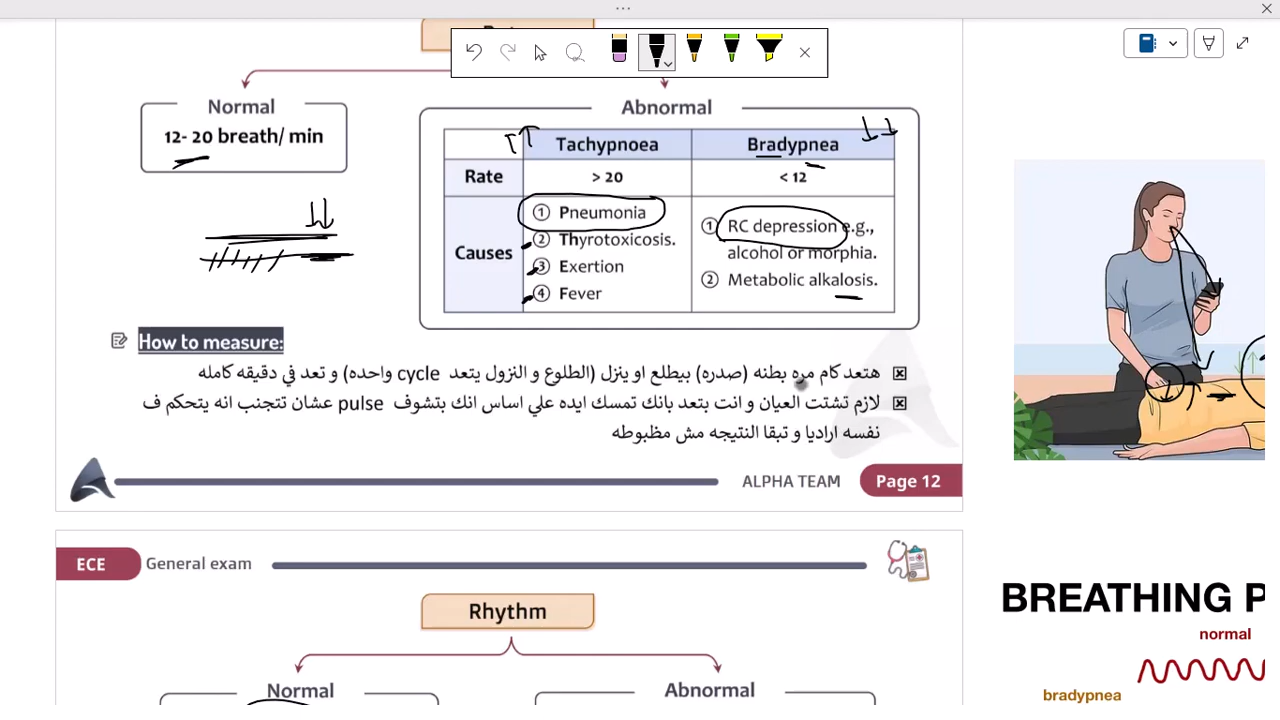 Normal
12- 20 breath/ min
Abnormal
Tachypnoea
Bradypnea
Rate
> 20
< 12
Causes
① Pneumonia
② Thyrotoxicosis.
③ Exertion
④ Fever
① RC depression e.g.,
alcohol or morphia.
② Metabolic alkalosis.
How to measure:
هتعد كام مره بطنه (صدره) بيطلع او ينزل (الطلوع و النزول يتعد cycle واحده) و تعد في دقيقه كامله
لازم تشتت العيان و انت بتعد بانك تمسك ايده علي اساس انك بتشوف pulse عشان تتجنب انه يتحكم ف
نفسه اراديا و تبقا النتيجه مش مظبوطه
ALPHA TEAM
Page 12
ECE
General exam
Rhythm
Normal
Abnormal
BREATHING P
normal
bradypnea